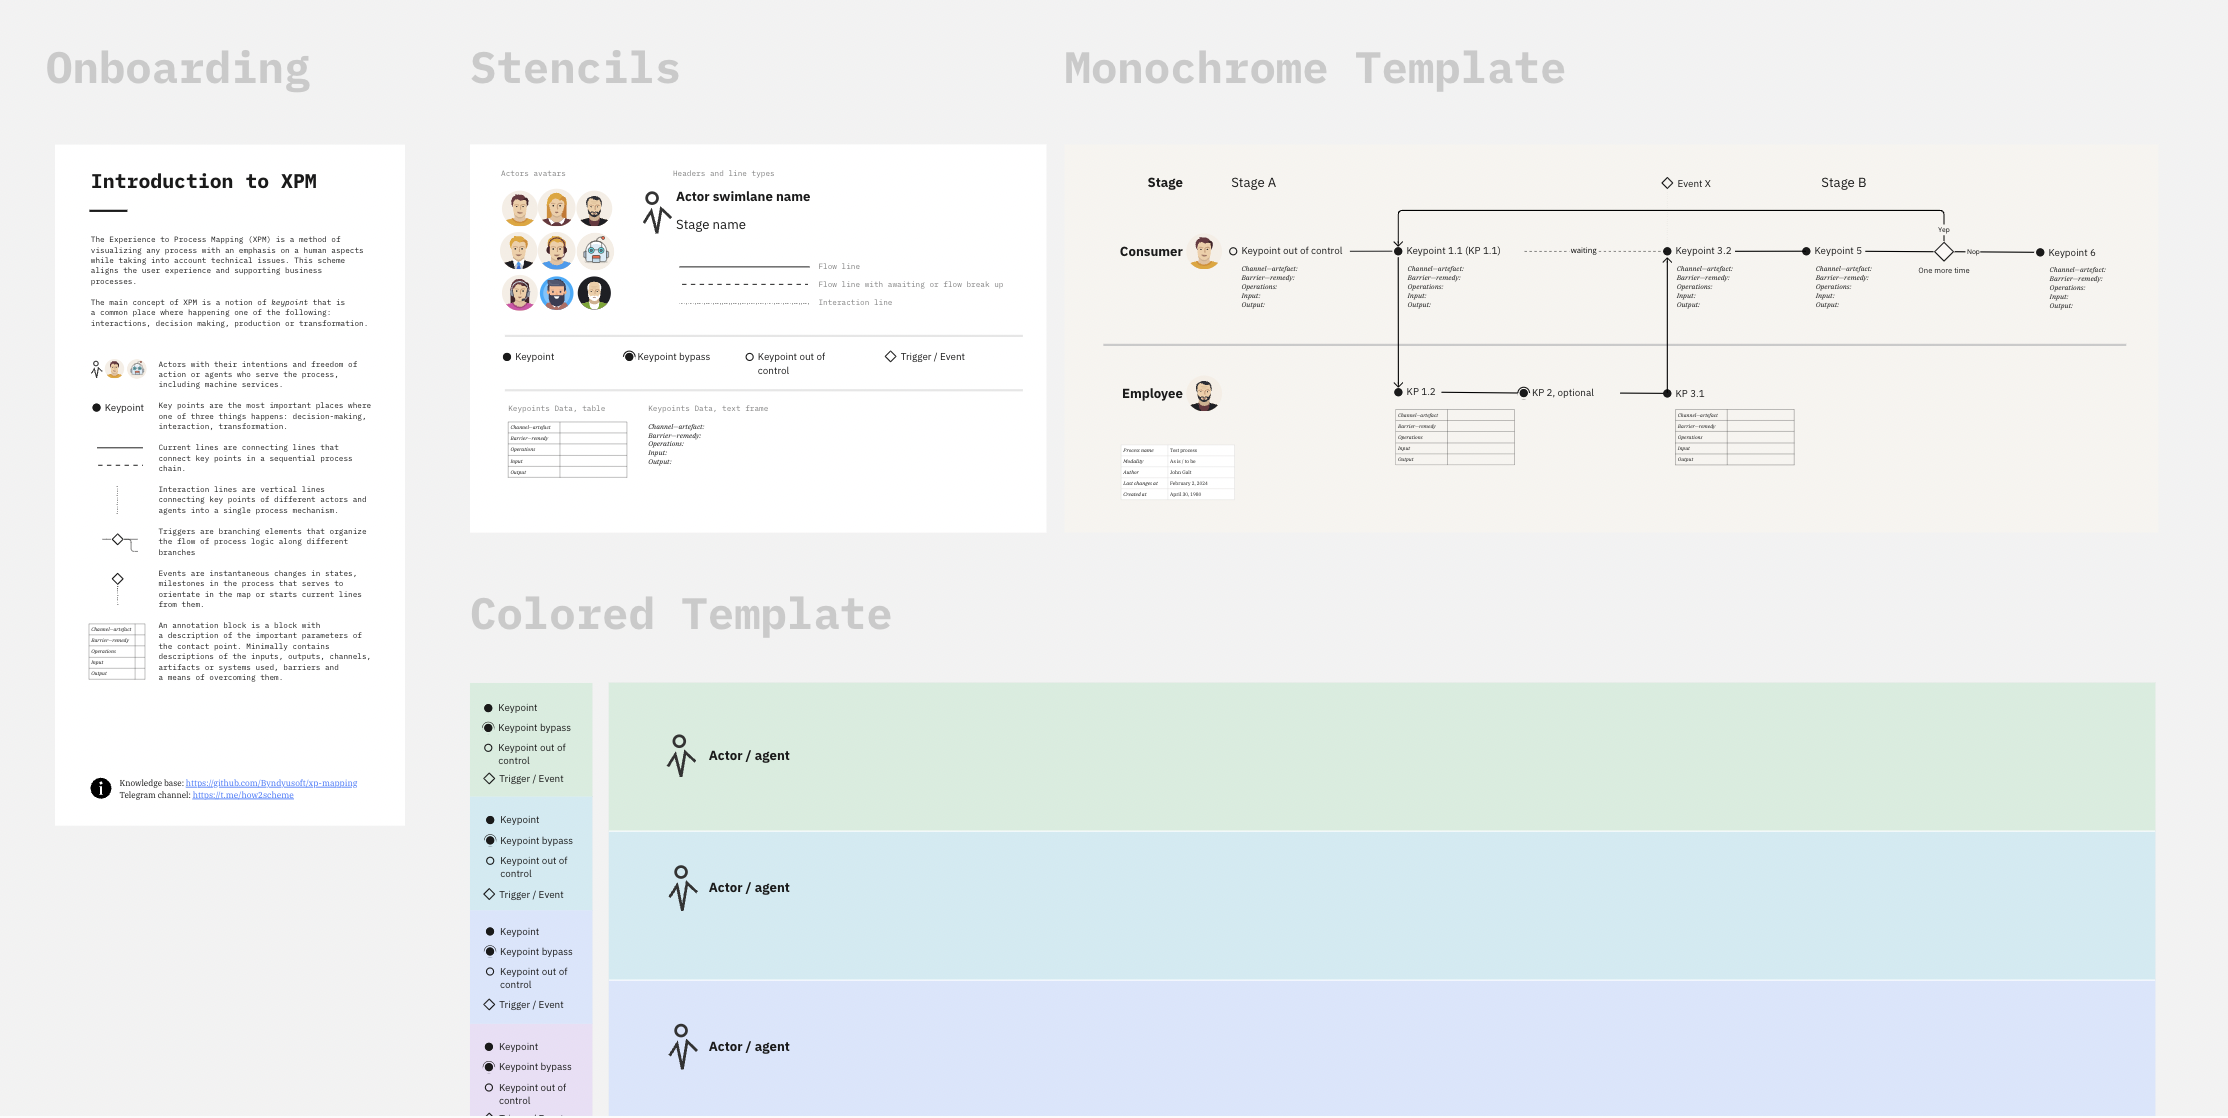 Onboarding
Stencils
Monochrome Template
Introduction to XPM
The Experience to Process Mapping (XPM) is a method of
visualizing any process with an emphasis on a human aspects
while taking into account technical issues. This scheme
aligns the user experience and supporting business
processes.
The main concept of XPM is a notion of keypoint that is
a common place where happening one of the following:
interactions, decision making, production or transformation.
Actors with their intentions and freedom of
action or agents who serve the process,
including machine services.
Keypoint
Key points are the most important places where
one of three things happens: decision-making,
interaction, transformation.
Current lines are connecting lines that
connect key points in a sequential process
chain.
Interaction lines are vertical lines
connecting key points of different actors and
agents into a single process mechanism.
Triggers are branching elements that organize
the flow of process logic along different
branches
Events are instantaneous changes in states,
milestones in the process that serves to
orientate in the map or starts current lines
from them.
Channel—artefact
Barrier—remedy
Operations
Input
Output
An annotation block is a block with
a description of the important parameters of
the contact point. Minimally contains
descriptions of the inputs, outputs, channels,
artifacts or systems used, barriers and
a means of overcoming them.
Knowledge base: https://github.com/Byndyusoft/xp-mapping
Telegram channel: https://t.me/how2scheme
Actors avatars
Headers and line types
Actor swimlane name
Stage name
Flow line
Flow line with awaiting or flow break up
Interaction line
Keypoint
Keypoint bypass
Keypoint out of
control
Trigger / Event
Keypoints Data, table
Keypoints Data, text frame
Channel—artefact
Barrier—remedy
Operations
Input
Output
Channel—artefact:
Barrier—remedy:
Operations:
Input:
Output:
Stage
Stage A
Event X
Stage B
Yep
Consumer
Keypoint out of control
Keypoint 1.1 (KP 1.1)
waiting
Keypoint 3.2
Keypoint 5
Nop
Keypoint 6
One more time
Channel—artefact:
Barrier—remedy:
Operations:
Input:
Output:
Channel—artefact:
Barrier—remedy:
Operations:
Input:
Output:
Channel—artefact:
Barrier—remedy:
Operations:
Input:
Output:
Channel—artefact:
Barrier—remedy:
Operations:
Input:
Output:
Channel—artefact:
Barrier—remedy:
Operations:
Input:
Output:
Employee
KP 1.2
KP 2, optional
KP 3.1
Channel—artefact
Barrier—remedy
Operations
Input
Output
Channel—artefact
Barrier—remedy
Operations
Input
Output
Process name Test process
Modality As is / to be
Author John Galt
Last changes at February 2, 2024
Created at April 30, 1988
Colored Template
Keypoint
Keypoint bypass
Keypoint out of
control
Trigger / Event
Actor / agent
Keypoint
Keypoint bypass
Keypoint out of
control
Trigger / Event
Actor / agent
Keypoint
Keypoint bypass
Keypoint out of
control
Trigger / Event
Actor / agent
Keypoint
Keypoint bypass
Keypoint out of
control